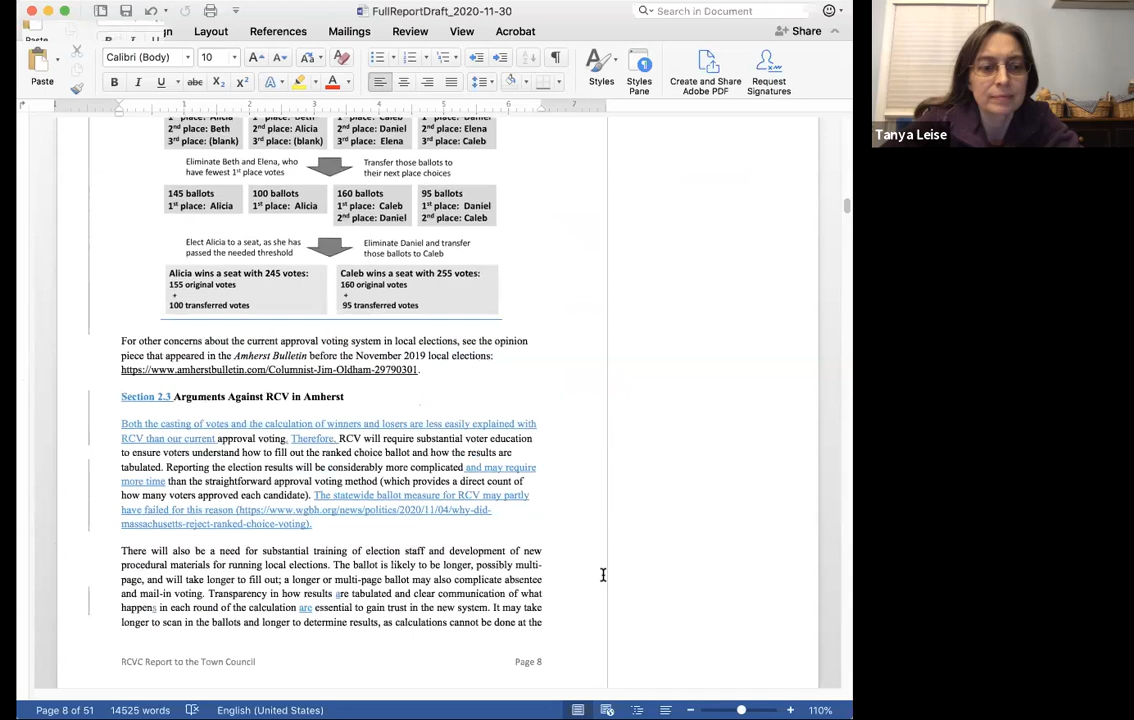 FullReportDraft_2020-11-30
Search in Document
Layout References Mailings Review View Acrobat
Share
Paste
Calibri (Body) 10
Styles
Styles Pane
Create and Share Adobe PDF
Request Signatures
1 2 3 4 5 6 7
2nd place: Beth
3rd place: (blank)
2nd place: Alicia
3rd place: (blank)
2nd place: Daniel
3rd place: Elena
2nd place: Elena
3rd place: Caleb
Eliminate Beth and Elena, who
have fewest 1st place votes
Transfer those ballots to
their next place choices
145 ballots
1st place: Alicia
100 ballots
1st place: Alicia
160 ballots
1st place: Caleb
2nd place: Daniel
95 ballots
1st place: Daniel
2nd place: Caleb
Elect Alicia to a seat, as she has
passed the needed threshold
Eliminate Daniel and transfer
those ballots to Caleb
Alicia wins a seat with 245 votes:
155 original votes
+
100 transferred votes
Caleb wins a seat with 255 votes:
160 original votes
+
95 transferred votes
For other concerns about the current approval voting system in local elections, see the opinion
piece that appeared in the Amherst Bulletin before the November 2019 local elections:
https://www.amherstbulletin.com/Columnist-Jim-Oldham-29790301.
Section 2.3 Arguments Against RCV in Amherst
Both the casting of votes and the calculation of winners and losers are less easily explained with
RCV than our current approval voting. Therefore, RCV will require substantial voter education
to ensure voters understand how to fill out the ranked choice ballot and how the results are
tabulated. Reporting the election results will be considerably more complicated and may require
more time than the straightforward approval voting method (which provides a direct count of
how many voters approved each candidate). The statewide ballot measure for RCV may partly
have failed for this reason (https://www.wgbh.org/news/politics/2020/11/04/why-did-
massachusetts-reject-ranked-choice-voting).
There will also be a need for substantial training of election staff and development of new
procedural materials for running local elections. The ballot is likely to be longer, possibly multi-
page, and will take longer to fill out; a longer or multi-page ballot may also complicate absentee
and mail-in voting. Transparency in how results are tabulated and clear communication of what
happens in each round of the calculation are essential to gain trust in the new system. It may take
longer to scan in the ballots and longer to determine results, as calculations cannot be done at the
RCVC Report to the Town Council
Page 8
Page 8 of 51 14525 words English (United States) 110%
Tanya Leise